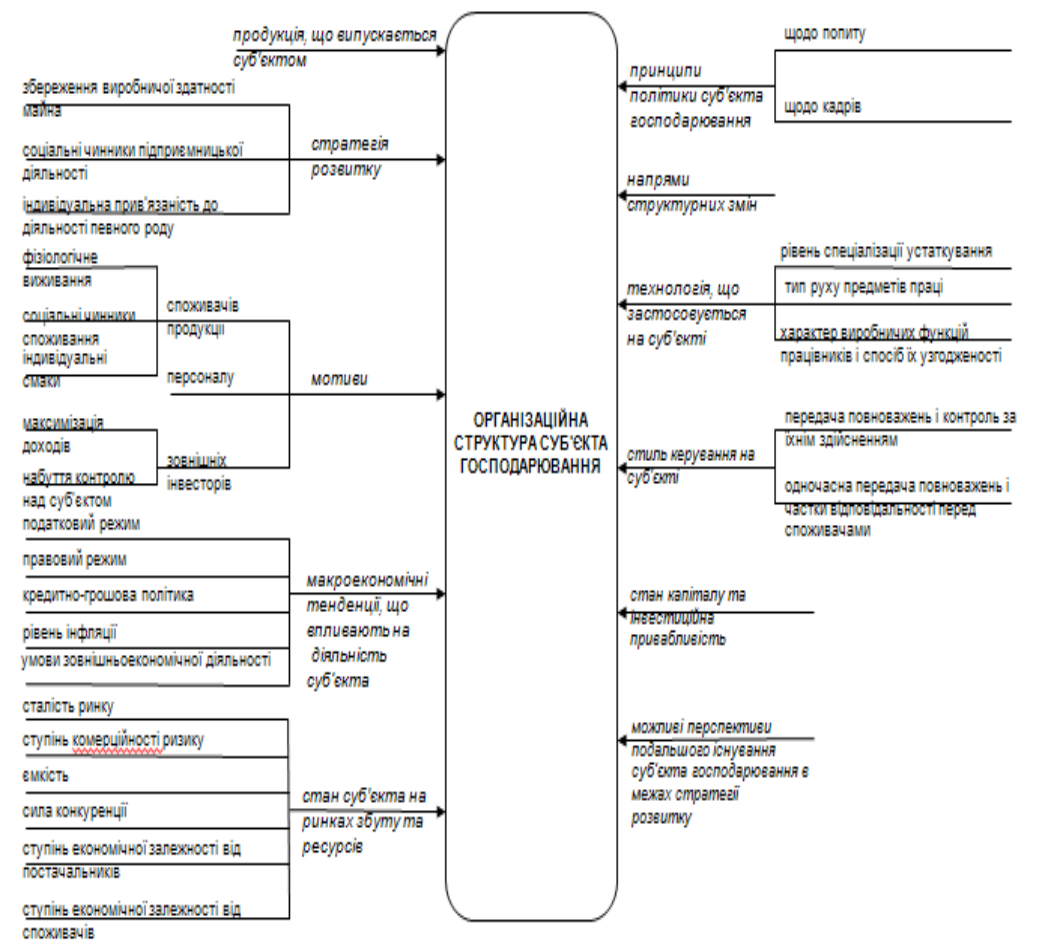 продукція, що випускається
суб'єктом
збереження виробничої здатності
майна
соціальні чинники підприємницької
діяльності
індивідуальна прив'язаність до
діяльності певного роду
стратегія
розвитку
фізіологічне
виживання
соціальні чинники
споживання
індивідуальні
смаки
споживачів
продукції
персоналу
максимізація
доходів
набуття контролю
над суб'єктом
зовнішніх
інвесторів
мотиви
податковий режим
правовий режим
кредитно-грошова політика
рівень інфляції
умови зовнішньоекономічної діяльності
макроекономічні
тенденції, що
впливають на
діяльність
суб'єкта
сталість ринку
ступінь комерційності ризику
ємкість
сила конкуренції
ступінь економічної залежності від
постачальників
ступінь економічної залежності від
споживачів
стан суб'єкта на
ринках збуту та
ресурсів
ОРГАНІЗАЦІЙНА
СТРУКТУРА СУБ'ЄКТА
ГОСПОДАРЮВАННЯ
принципи
політики суб'єкта
господарювання
щодо попиту
щодо кадрів
напрями
структурних змін
технологія, що
застосовується
на суб'єкті
рівень спеціалізації устаткування
тип руху предметів праці
характер виробничих функцій
працівників і спосіб їх узгодженості
стиль керування на
суб'єкті
передача повноважень і контроль за
їхнім здійсненням
одночасна передача повноважень і
частки відповідальності перед
споживачами
стан капіталу та
інвестиційна
привабливість
можливі перспективи
подальшого існування
суб'єкта господарювання в
межах стратегії
розвитку